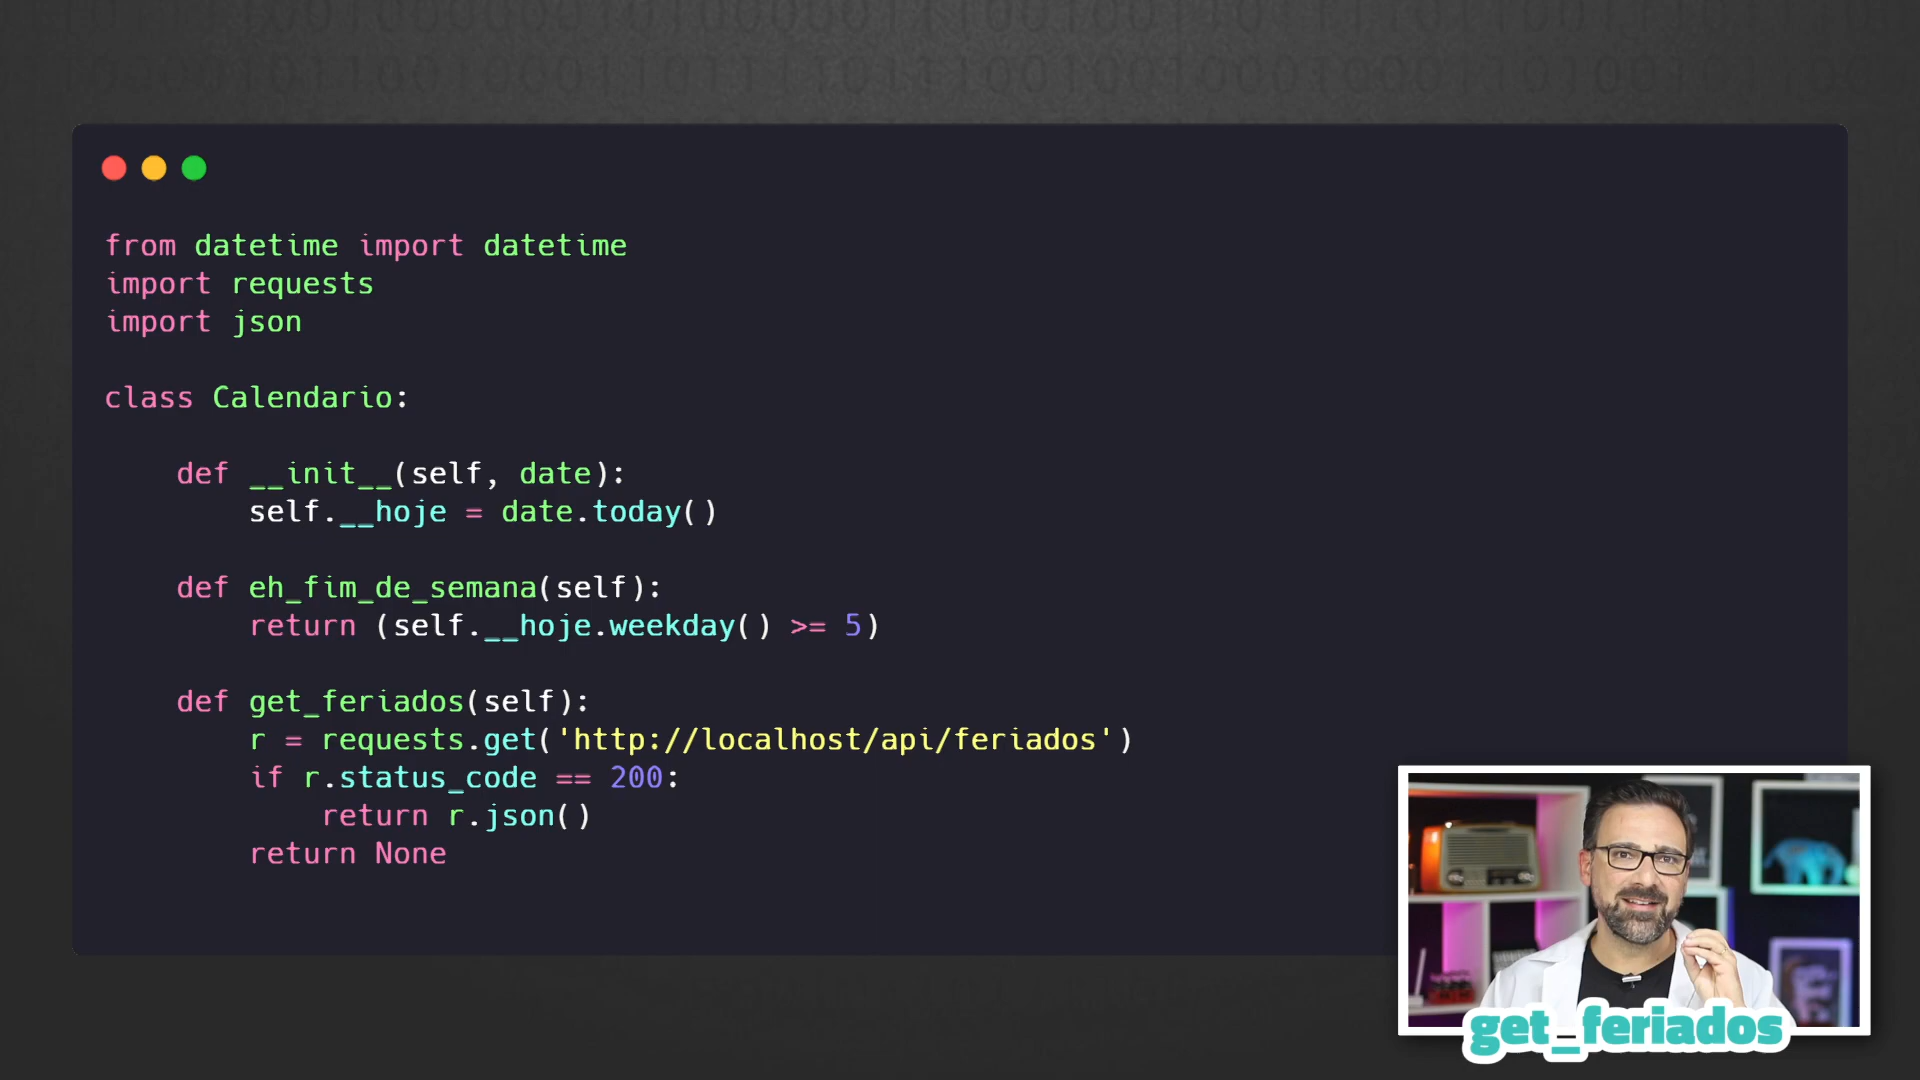 from datetime import datetime
import requests
import json
class Calendario:
def __init__(self, date):
self.__hoje = date.today()
def eh_fim_de_semana(self):
return (self.__hoje.weekday() >= 5)
def get_feriados(self):
r = requests.get('http://localhost/api/feriados')
if r.status_code == 200:
return r.json()
return None
get_feriados